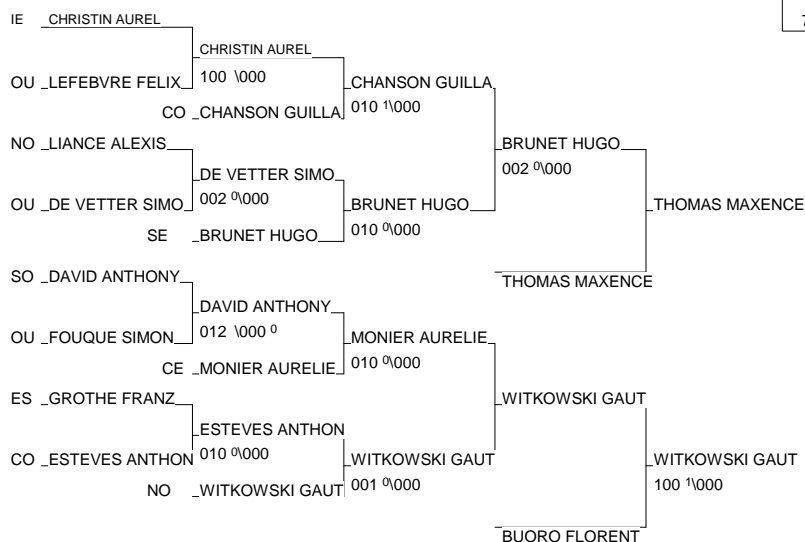 IE CHRISTIN AUREL
7
CHRISTIN AUREL
OU LEFEBVRE FELIX 100 \000 CHANSON GUILLA
CO CHANSON GUILLA 010 1\000
NO LIANCE ALEXIS BRUNET HUGO
DE VETTER SIMO 002 0\000
OU DE VETTER SIMO 002 0\000 BRUNET HUGO THOMAS MAXENCE
SE BRUNET HUGO 010 0\000
SO DAVID ANTHONY THOMAS MAXENCE
DAVID ANTHONY
OU FOUQUE SIMON 012 \000 0 MONIER AURELIE
CE MONIER AURELIE 010 0\000
ES GROTHE FRANZ WITKOWSKI GAUT
ESTEVES ANTHON
CO ESTEVES ANTHON 010 0\000 WITKOWSKI GAUT WITKOWSKI GAUT
NO WITKOWSKI GAUT 001 0\000 100 1\000
BUORO FLORENT